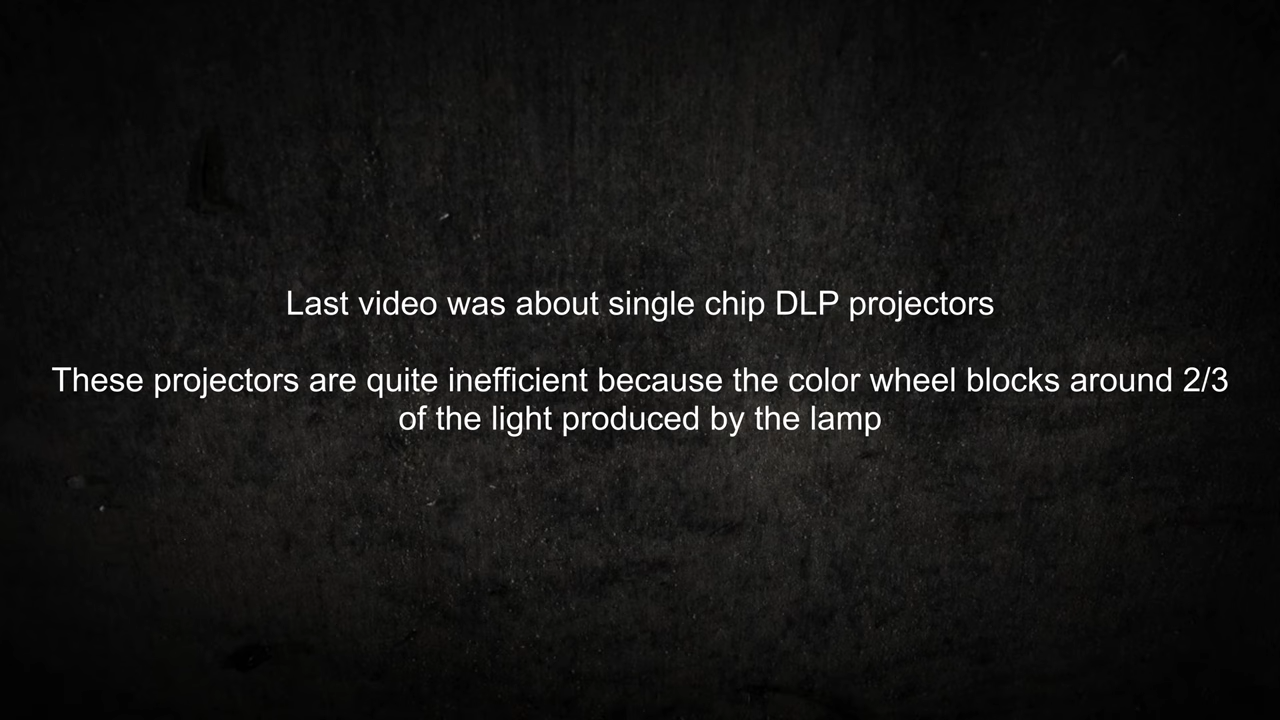 Last video was about single chip DLP projectors
These projectors are quite inefficient because the color wheel blocks around 2/3
of the light produced by the lamp